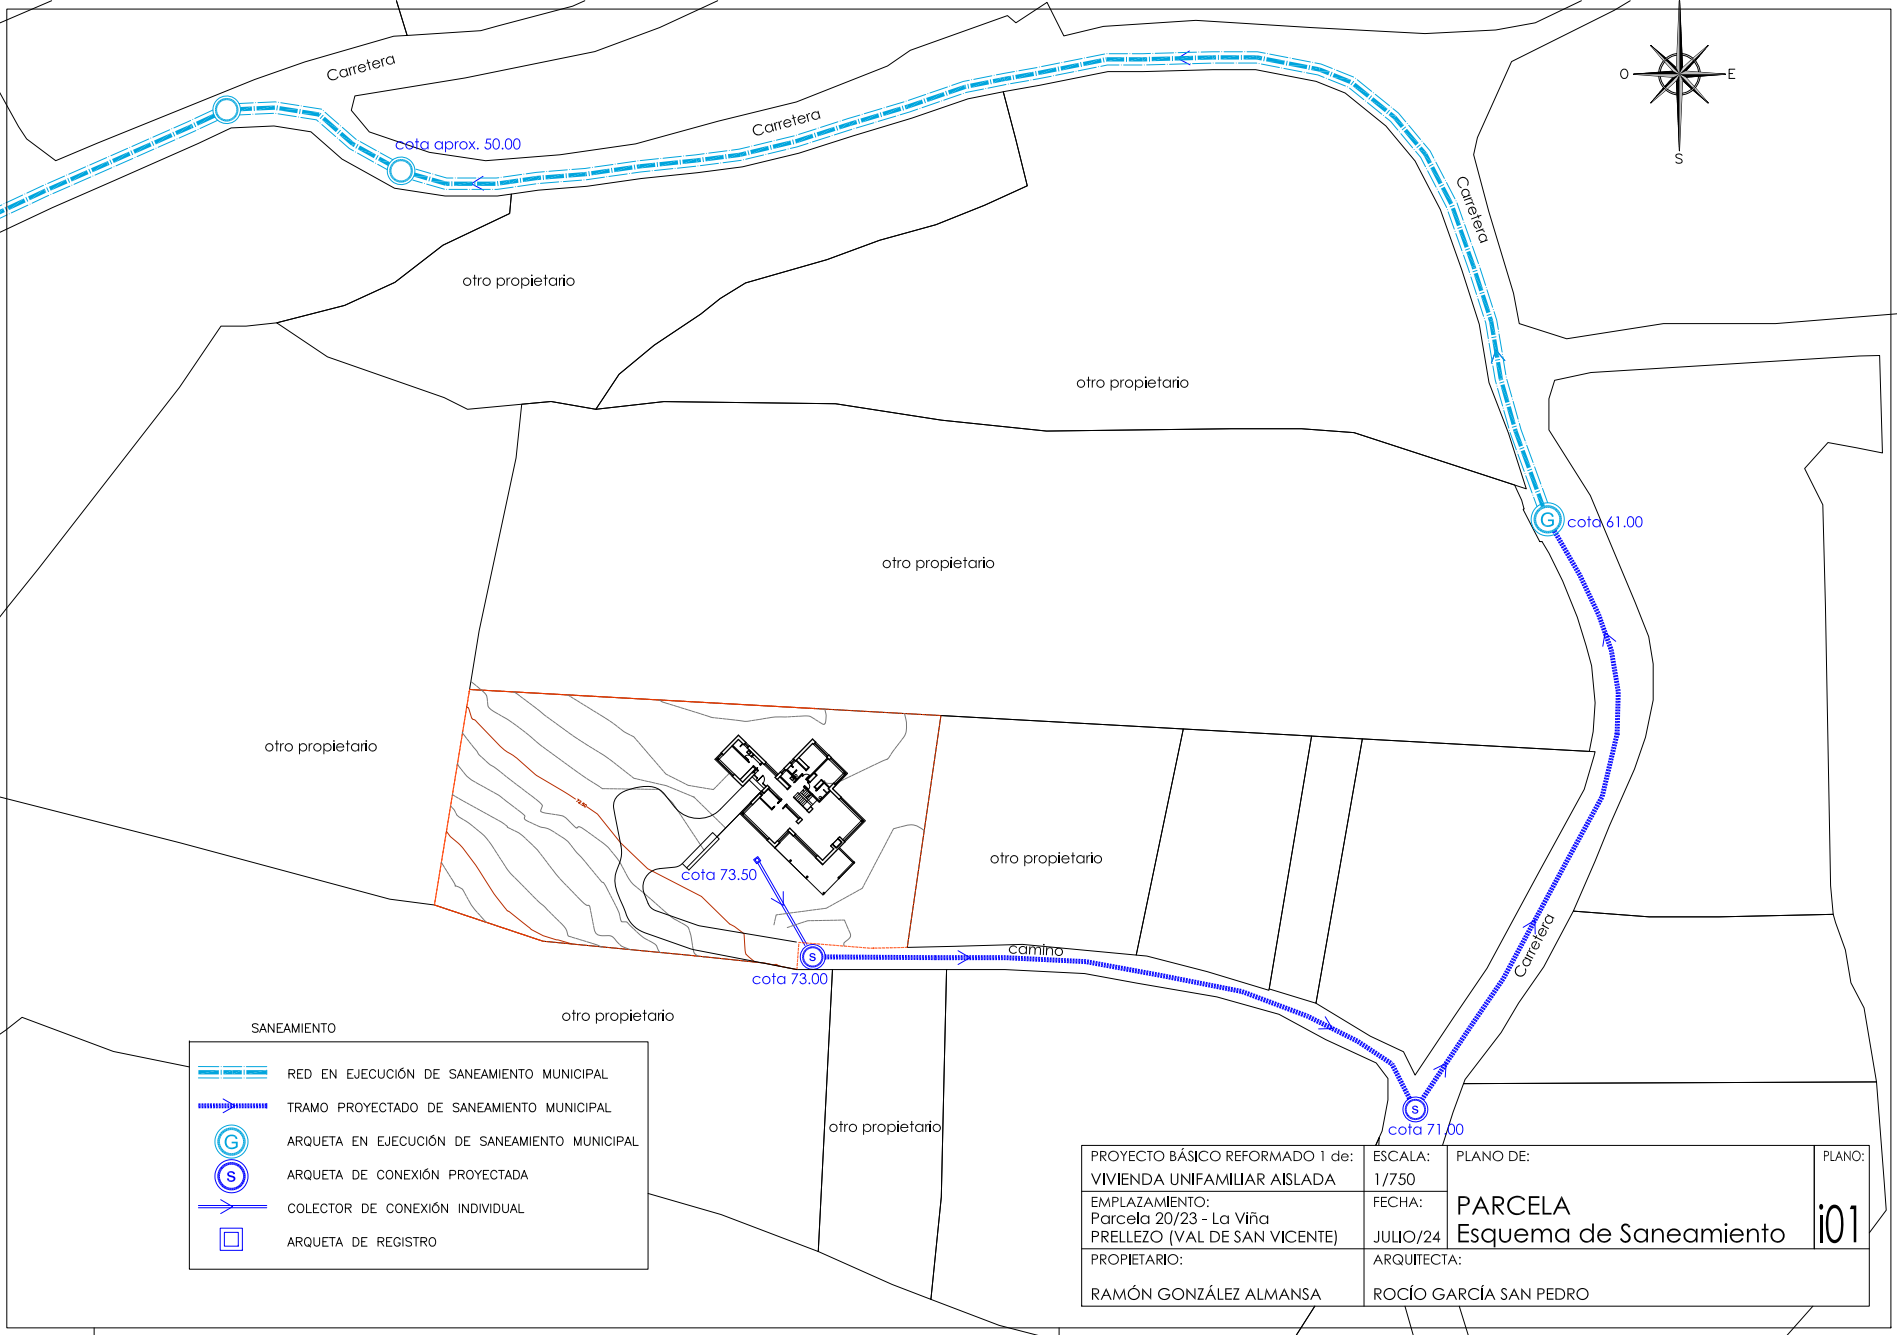 Carretera
cota aprox. 50.00
Carretera
O
E
S
Carretera
otro propietario
otro propietario
G
cota 61.00
otro propietario
otro propietario
otro propietario
cota 73.50
camino
Carretera
S
cota 73.00
otro propietario
otro propietario
S
cota 71.00
SANEAMIENTO
RED EN EJECUCIÓN DE SANEAMIENTO MUNICIPAL
TRAMO PROYECTADO DE SANEAMIENTO MUNICIPAL
G
ARQUETA EN EJECUCIÓN DE SANEAMIENTO MUNICIPAL
S
ARQUETA DE CONEXIÓN PROYECTADA
COLECTOR DE CONEXIÓN INDIVIDUAL
ARQUETA DE REGISTRO
PROYECTO BÁSICO REFORMADO 1 de:
VIVIENDA UNIFAMILIAR AISLADA
ESCALA:
1/750
PLANO DE:
PARCELA
Esquema de Saneamiento
PLANO:
i01
EMPLAZAMIENTO:
Parcela 20/23 - La Viña
PRELLEZO (VAL DE SAN VICENTE)
FECHA:
JULIO/24
PROPIETARIO:
RAMÓN GONZÁLEZ ALMANSA
ARQUITECTA:
ROCÍO GARCÍA SAN PEDRO